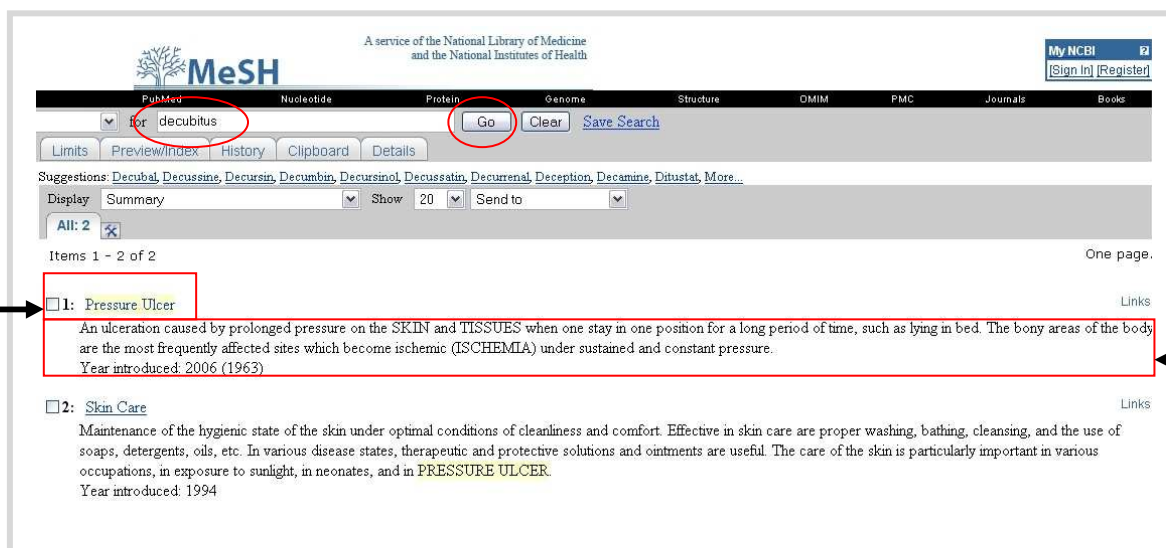 A service of the National Library of Medicine
and the National Institutes of Health
MeSH
My NCBI
[Sign In] [Register]
PubMed Nucleotide Protein Genome Structure OMIM PMC Journals Books
for decubitus Go Clear Save Search
Limits Preview/Index History Clipboard Details
Suggestions: Decubal, Decussine, Decursin, Decumbin, Decursinol, Decussatin, Decurrenal, Deception, Decamine, Ditustat, More...
Display Summary Show 20 Send to
All: 2
Items 1 - 2 of 2 One page.
1: Pressure Ulcer Links
An ulceration caused by prolonged pressure on the SKIN and TISSUES when one stay in one position for a long period of time, such as lying in bed. The bony areas of the body
are the most frequently affected sites which become ischemic (ISCHEMIA) under sustained and constant pressure.
Year introduced: 2006 (1963)
2: Skin Care Links
Maintenance of the hygienic state of the skin under optimal conditions of cleanliness and comfort. Effective in skin care are proper washing, bathing, cleansing, and the use of
soaps, detergents, oils, etc. In various disease states, therapeutic and protective solutions and ointments are useful. The care of the skin is particularly important in various
occupations, in exposure to sunlight, in neonates, and in PRESSURE ULCER.
Year introduced: 1994